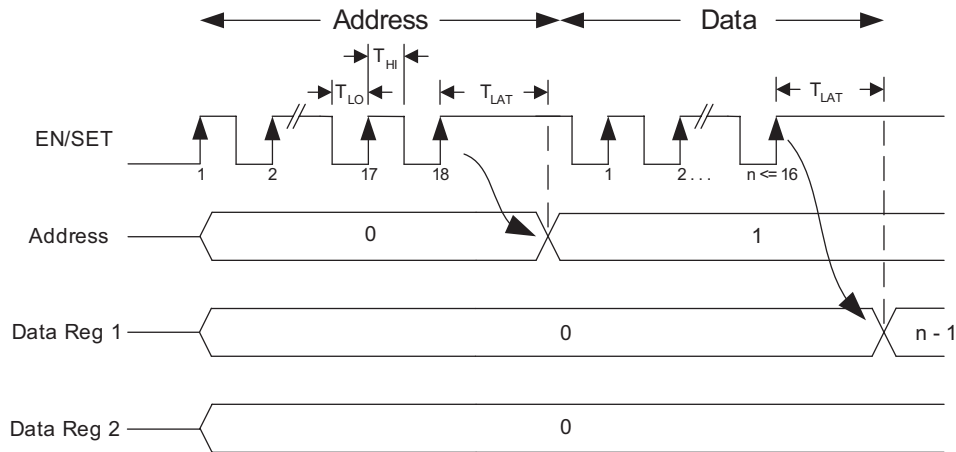 Address Data
T_HI
T_LO T_LAT T_LAT
EN/SET
1 2 17 18 1 2 . . . n <= 16
Address 0 1
Data Reg 1 0 n - 1
Data Reg 2 0